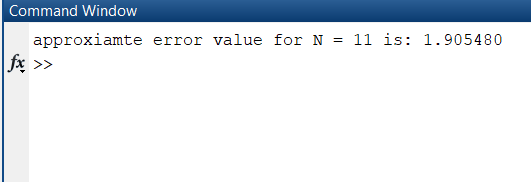 Command Window
approxiamte error value for N = 11 is: 1.905480
fx >>